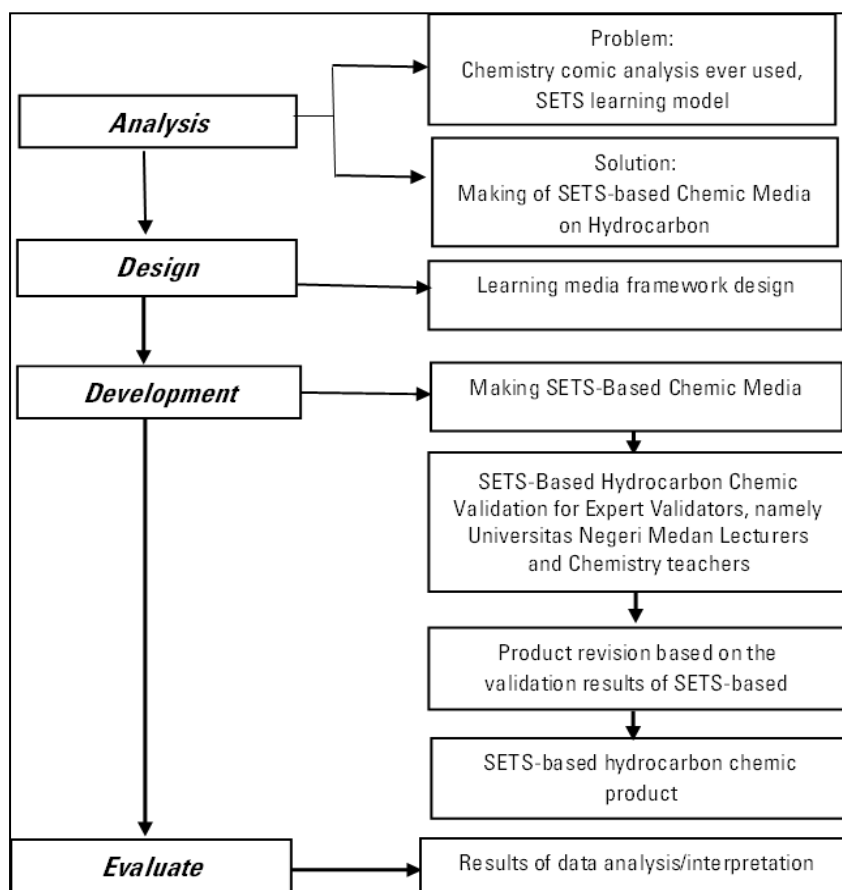 Problem:
Chemistry comic analysis ever used,
SETS learning model
Analysis
Solution:
Making of SETS-based Chemic Media
on Hydrocarbon
Design
Learning media framework design
Development
Making SETS-Based Chemic Media
SETS-Based Hydrocarbon Chemic
Validation for Expert Validators, namely
Universitas Negeri Medan Lecturers
and Chemistry teachers
Product revision based on the
validation results of SETS-based
SETS-based hydrocarbon chemic
product
Evaluate
Results of data analysis/interpretation